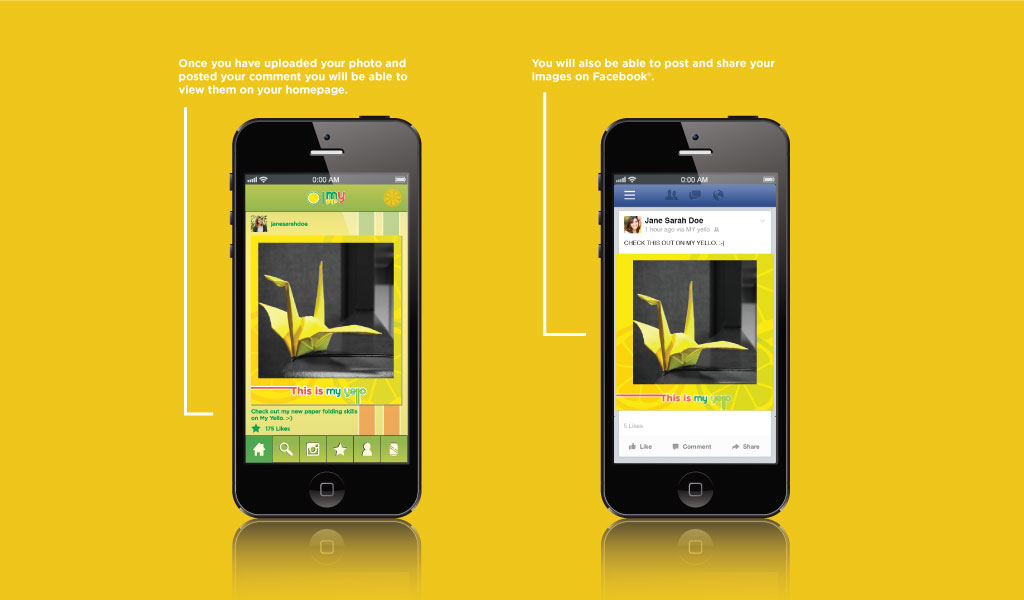 Once you have uploaded your photo and
posted your comment you will be able to
view them on your homepage.
You will also be able to post and share your
images on Facebook®.
0:00 AM
my
janesarahdoe
This is my yello
Check out my new paper folding skills
on My Yello. :-)
175 Likes
0:00 AM
Jane Sarah Doe
1 hour ago via MY yello
CHECK THIS OUT ON MY YELLO. :-)
This is my yello
5 Likes
Like Comment Share